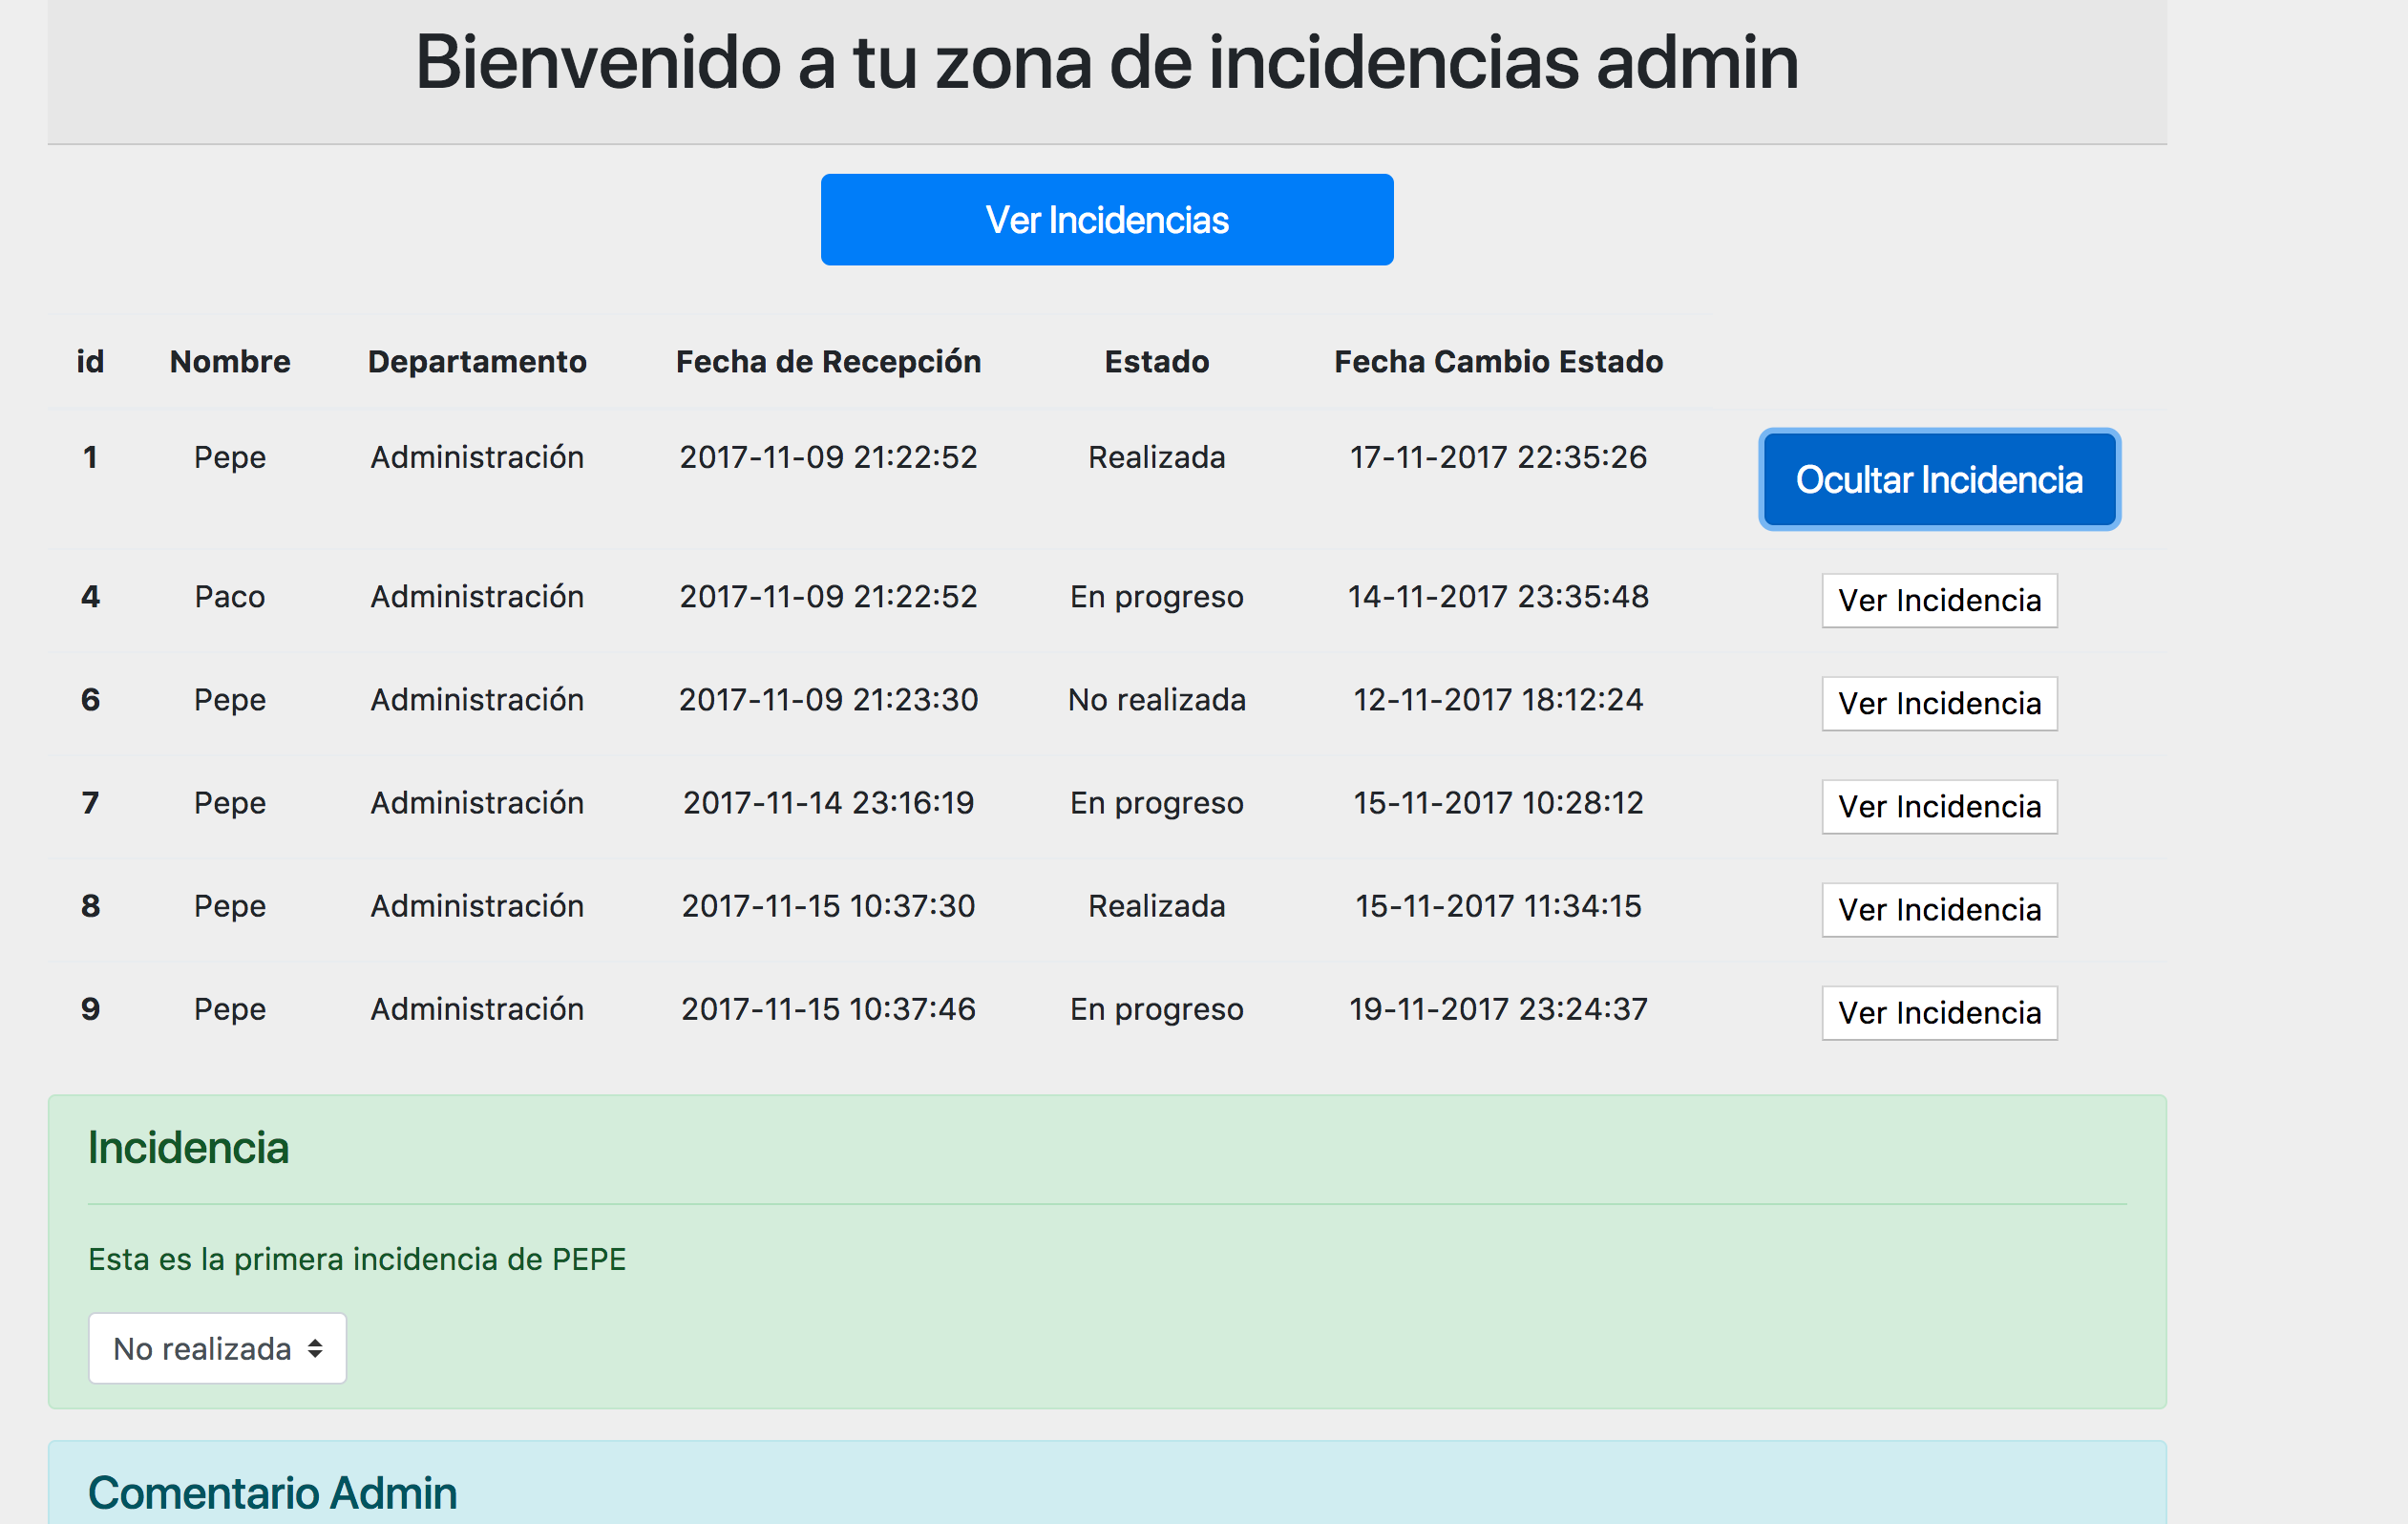 Bienvenido a tu zona de incidencias admin
Ver Incidencias
id Nombre Departamento Fecha de Recepción Estado Fecha Cambio Estado
1 Pepe Administración 2017-11-09 21:22:52 Realizada 17-11-2017 22:35:26 Ocultar Incidencia
4 Paco Administración 2017-11-09 21:22:52 En progreso 14-11-2017 23:35:48 Ver Incidencia
6 Pepe Administración 2017-11-09 21:23:30 No realizada 12-11-2017 18:12:24 Ver Incidencia
7 Pepe Administración 2017-11-14 23:16:19 En progreso 15-11-2017 10:28:12 Ver Incidencia
8 Pepe Administración 2017-11-15 10:37:30 Realizada 15-11-2017 11:34:15 Ver Incidencia
9 Pepe Administración 2017-11-15 10:37:46 En progreso 19-11-2017 23:24:37 Ver Incidencia
Incidencia
Esta es la primera incidencia de PEPE
No realizada
Comentario Admin